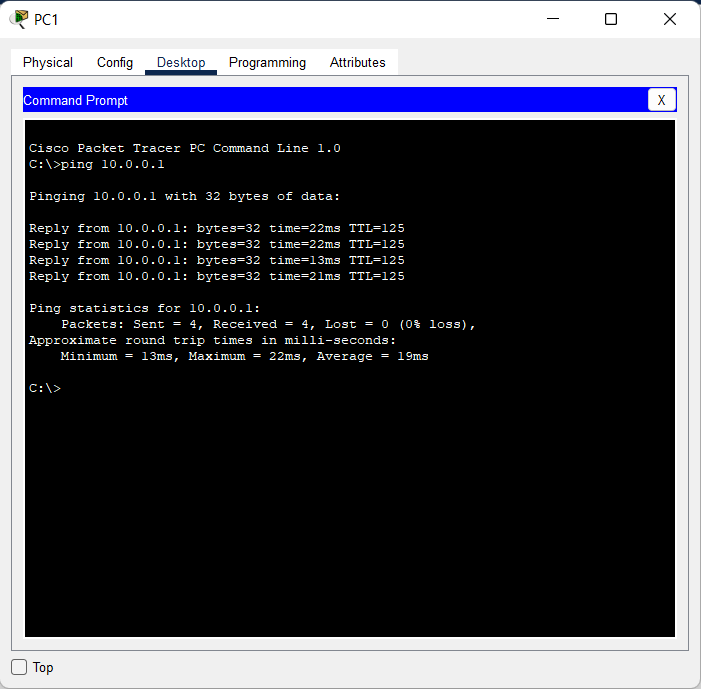 PC1
Physical Config Desktop Programming Attributes
Command Prompt X
Cisco Packet Tracer PC Command Line 1.0
C:\>ping 10.0.0.1
Pinging 10.0.0.1 with 32 bytes of data:
Reply from 10.0.0.1: bytes=32 time=22ms TTL=125
Reply from 10.0.0.1: bytes=32 time=22ms TTL=125
Reply from 10.0.0.1: bytes=32 time=13ms TTL=125
Reply from 10.0.0.1: bytes=32 time=21ms TTL=125
Ping statistics for 10.0.0.1:
Packets: Sent = 4, Received = 4, Lost = 0 (0% loss),
Approximate round trip times in milli-seconds:
Minimum = 13ms, Maximum = 22ms, Average = 19ms
C:\>
Top